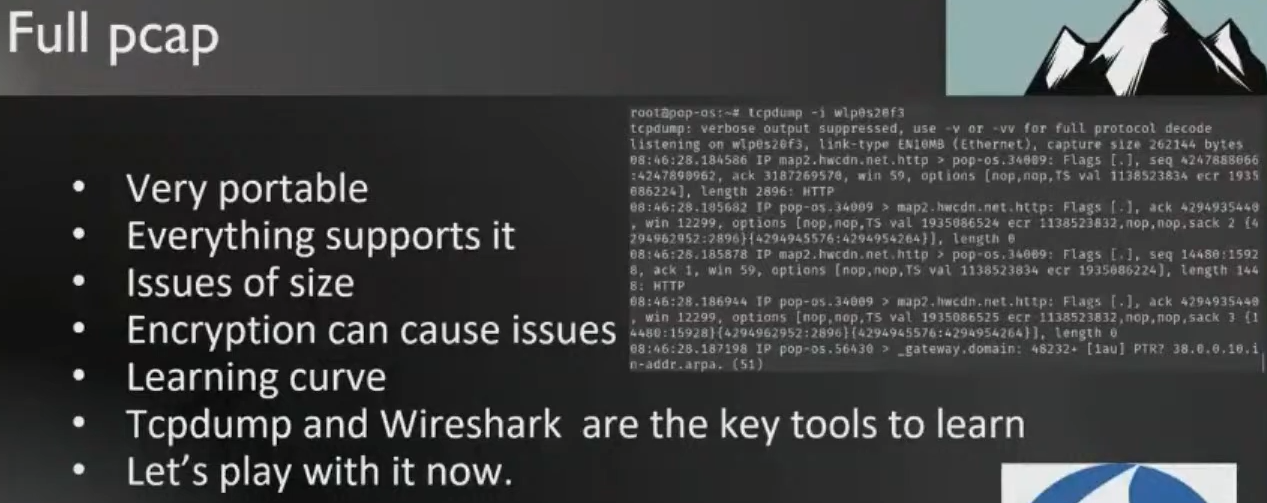 Full pcap
• Very portable
• Everything supports it
• Issues of size
• Encryption can cause issues
• Learning curve
• Tcpdump and Wireshark are the key tools to learn
• Let's play with it now.
root@pop-os:~# tcpdump -i wlp0s20f3
tcpdump: verbose output suppressed, use -v or -vv for full protocol decode
listening on wlp0s20f3, link-type EN10MB (Ethernet), capture size 262144 bytes
08:46:28.184586 IP map2.hwcdn.net.http > pop-os.34009: Flags [.], seq 4247888066
:4247890962, ack 3187269570, win 59, options [nop,nop,TS val 1138523834 ecr 1935
086224], length 2896: HTTP
08:46:28.185682 IP pop-os.34009 > map2.hwcdn.net.http: Flags [.], ack 4294935440
, win 12299, options [nop,nop,TS val 1935086524 ecr 1138523832,nop,nop,sack 2 {4
294962952:2896}{4294945576:4294954264}], length 0
08:46:28.185878 IP map2.hwcdn.net.http > pop-os.34009: Flags [.], seq 14480:1592
8, ack 1, win 59, options [nop,nop,TS val 1138523834 ecr 1935086224], length 144
8: HTTP
08:46:28.186944 IP pop-os.34009 > map2.hwcdn.net.http: Flags [.], ack 4294935440
, win 12299, options [nop,nop,TS val 1935086525 ecr 1138523832,nop,nop,sack 3 {1
4480:15928}{4294962952:2896}{4294945576:4294954264}], length 0
08:46:28.187198 IP pop-os.56430 > _gateway.domain: 48232+ [1au] PTR? 38.0.0.10.i
n-addr.arpa. (51)